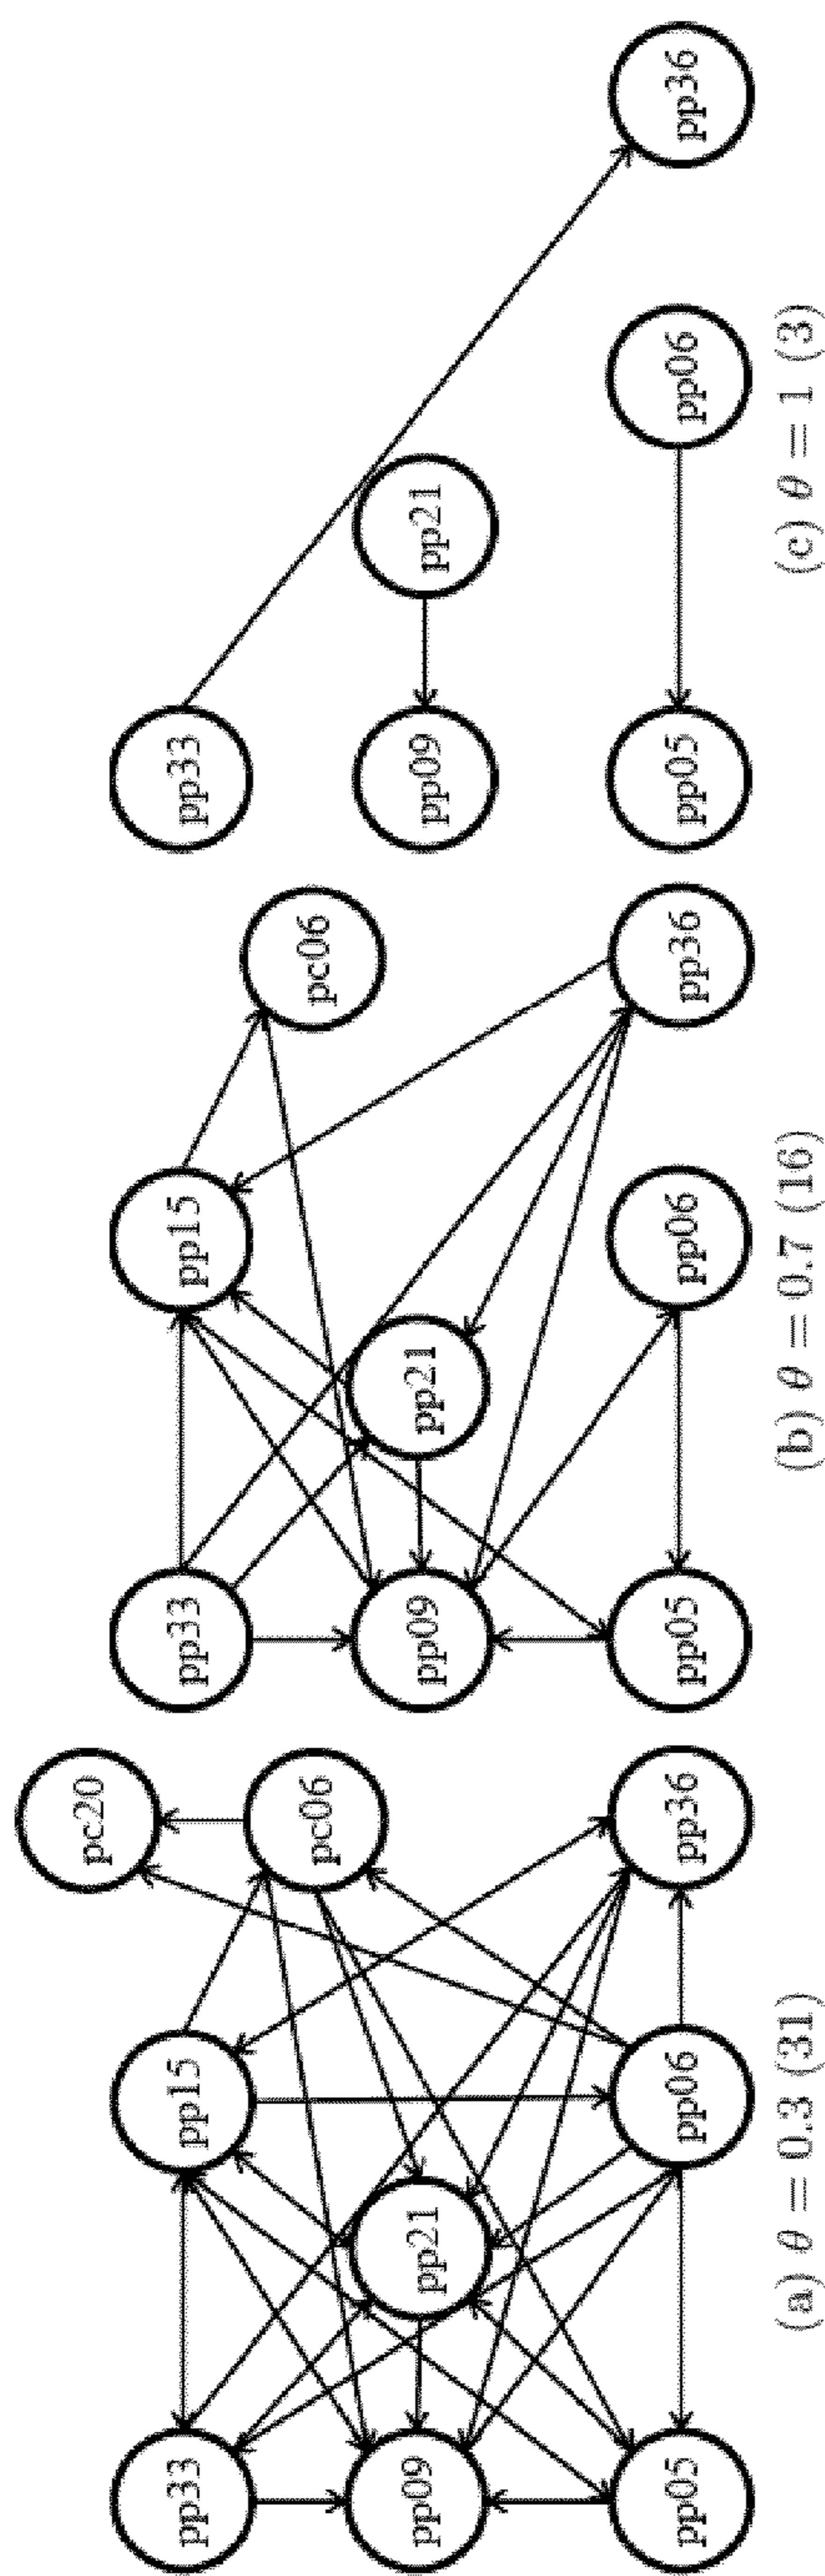 pp33
pp15
pc20
pc06
pp21
pp09
pp05
pp06
pp36
(a) θ = 0.3 (31)
pp33
pp15
pc06
pp21
pp09
pp05
pp06
pp36
(b) θ = 0.7 (16)
pp33
pp21
pp09
pp05
pp06
pp36
(c) θ = 1 (3)